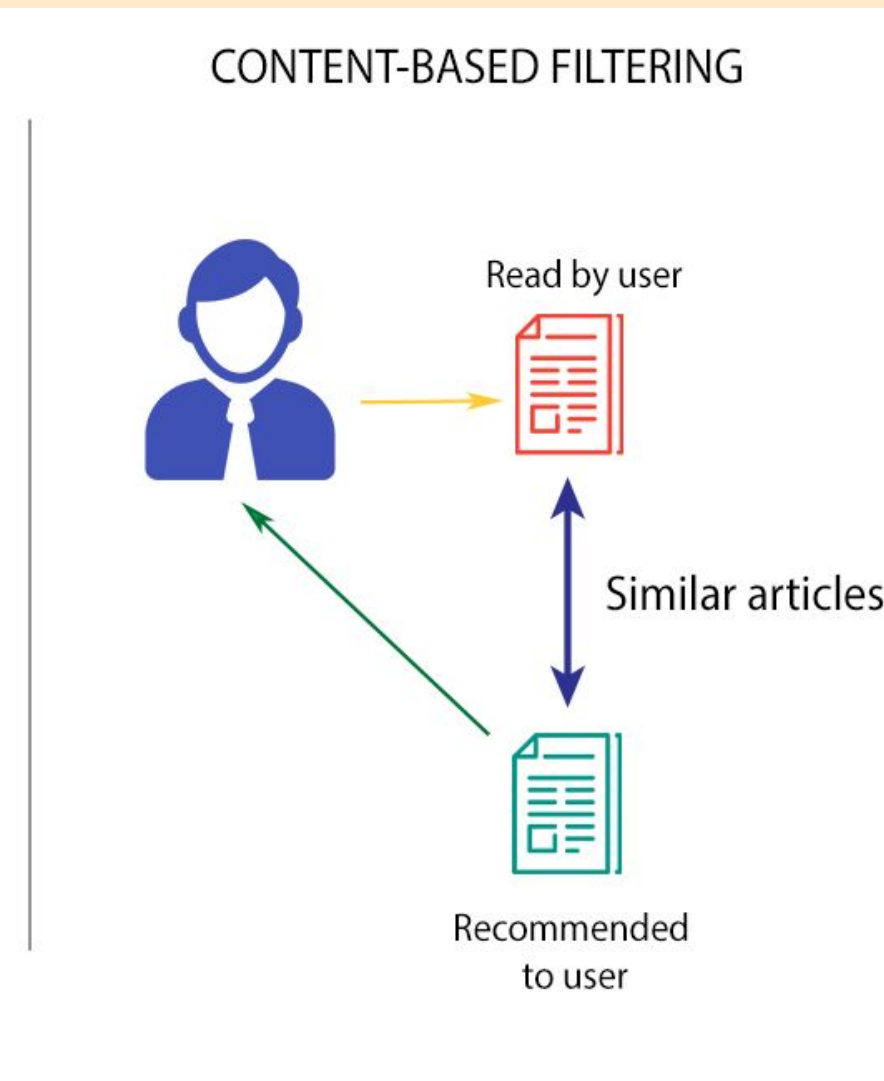 CONTENT-BASED FILTERING
Read by user
Similar articles
Recommended
to user